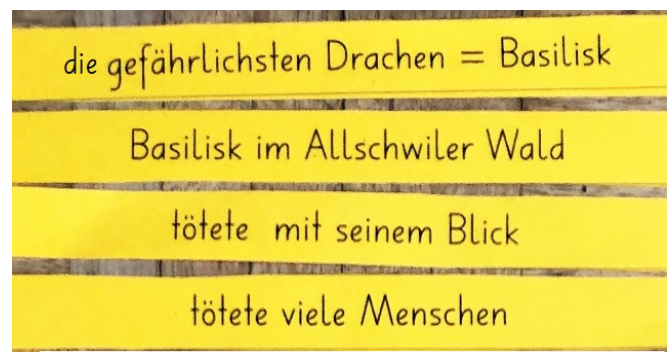 die gefährlichsten Drachen = Basilisk
Basilisk im Allschwiler Wald
tötete mit seinem Blick
tötete viele Menschen